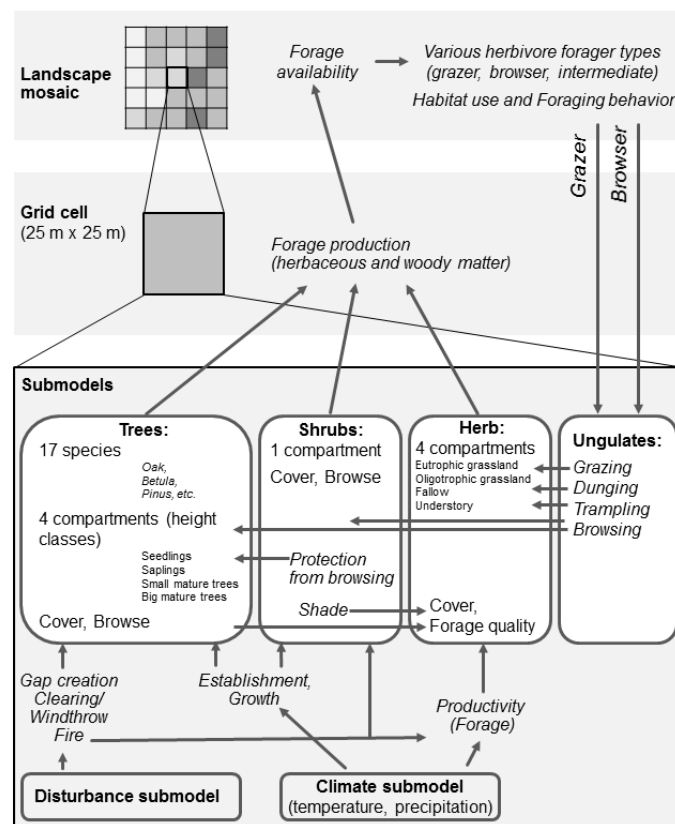 Landscape
mosaic
Forage
availability
Various herbivore forager types
(grazer, browser, intermediate)
Habitat use and Foraging behavior
Grazer
Browser
Grid cell
(25 m x 25 m)
Forage production
(herbaceous and woody matter)
Submodels
Trees:
17 species
Oak,
Betula,
Pinus, etc.
4 compartments (height
classes)
Seedlings
Saplings
Small mature trees
Big mature trees
Cover, Browse
Shrubs:
1 compartment
Cover, Browse
Protection
from browsing
Shade
Herb:
4 compartments
Eutrophic grassland
Oligotrophic grassland
Fallow
Understory
Cover,
Forage quality
Ungulates:
Grazing
Dunging
Trampling
Browsing
Gap creation
Clearing/
Windthrow
Fire
Establishment,
Growth
Productivity
(Forage)
Disturbance submodel
Climate submodel
(temperature, precipitation)